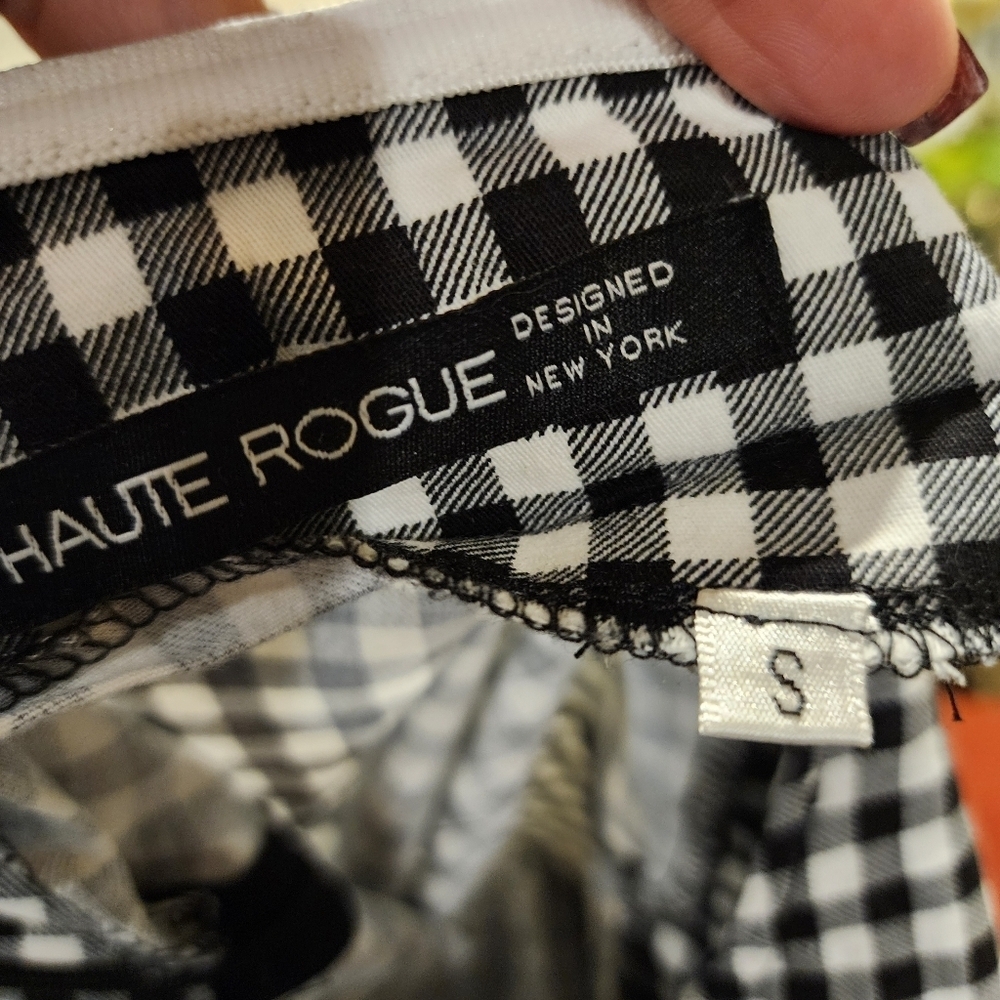 HAUTE ROGUE
DESIGNED
IN
NEW YORK
S